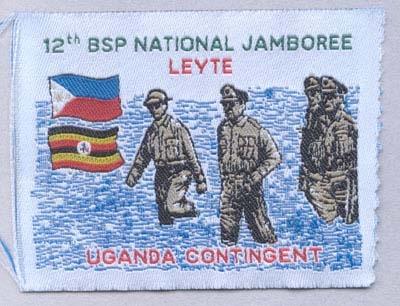 12th BSP NATIONAL JAMBOREE
LEYTE
UGANDA CONTINGENT